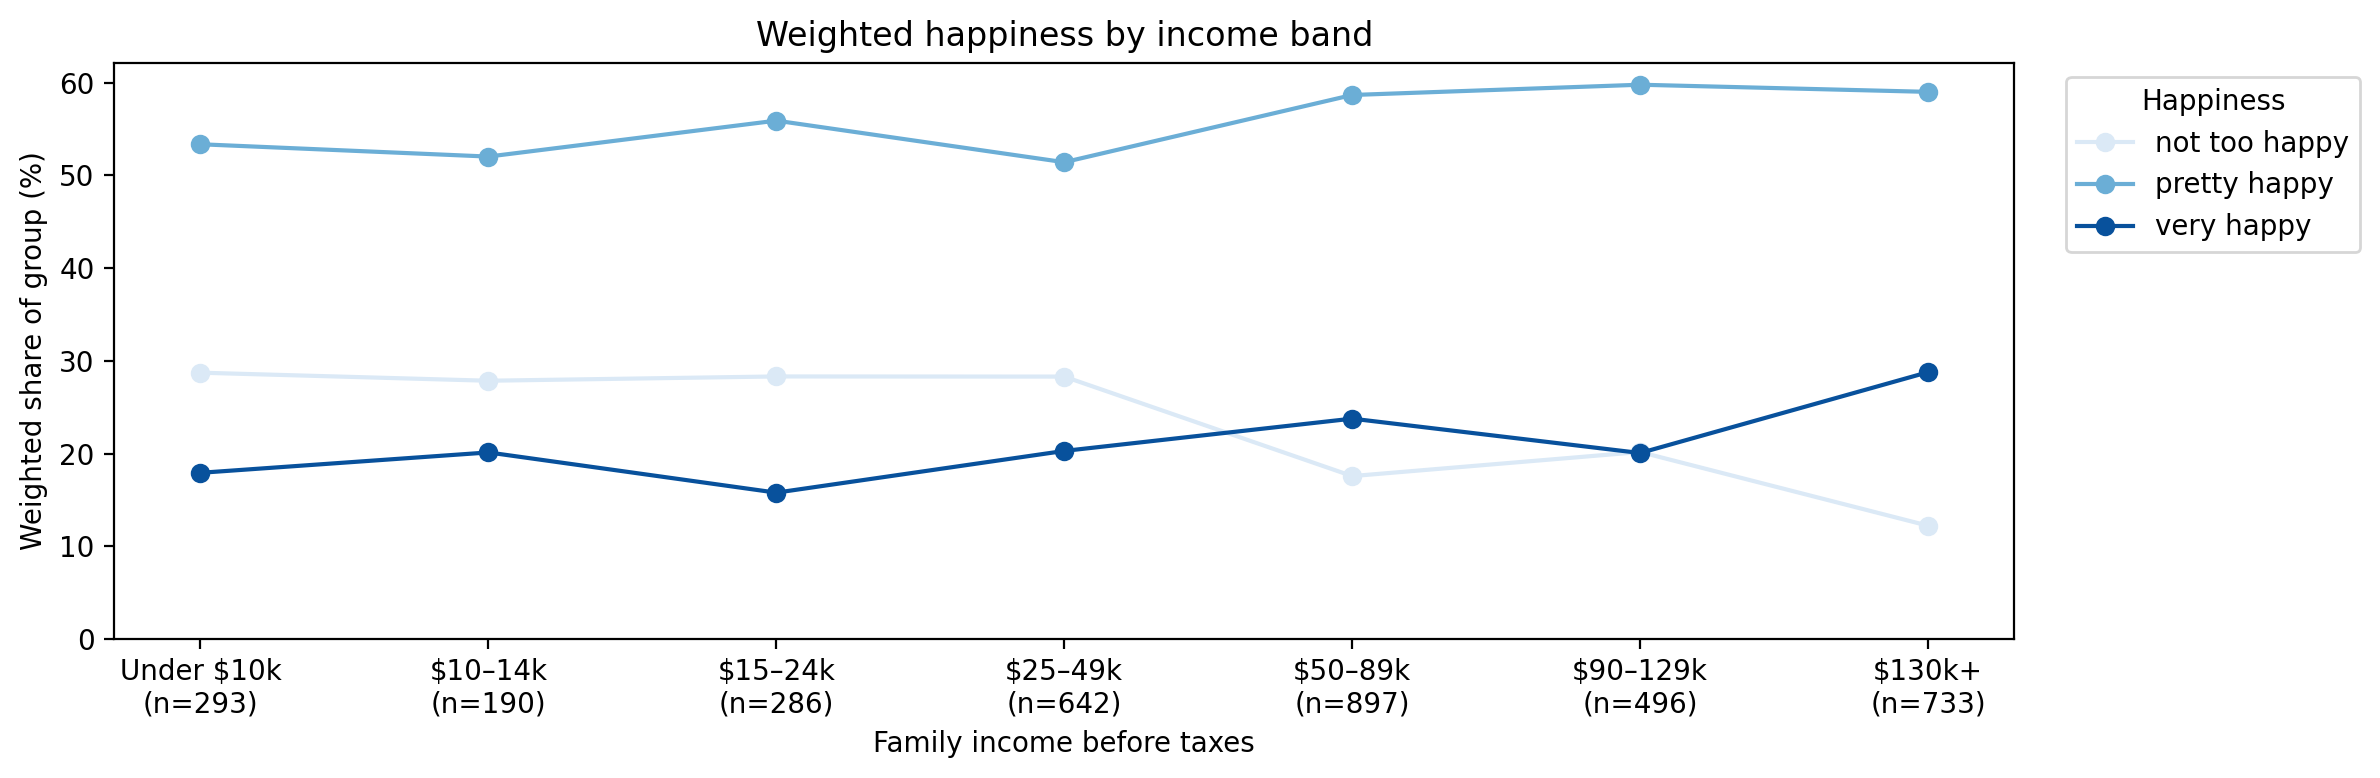 Weighted happiness by income band
Weighted share of group (%)
60
50
40
30
20
10
0
Under $10k
(n=293)
$10–14k
(n=190)
$15–24k
(n=286)
$25–49k
(n=642)
$50–89k
(n=897)
$90–129k
(n=496)
$130k+
(n=733)
Family income before taxes
Happiness
not too happy
pretty happy
very happy